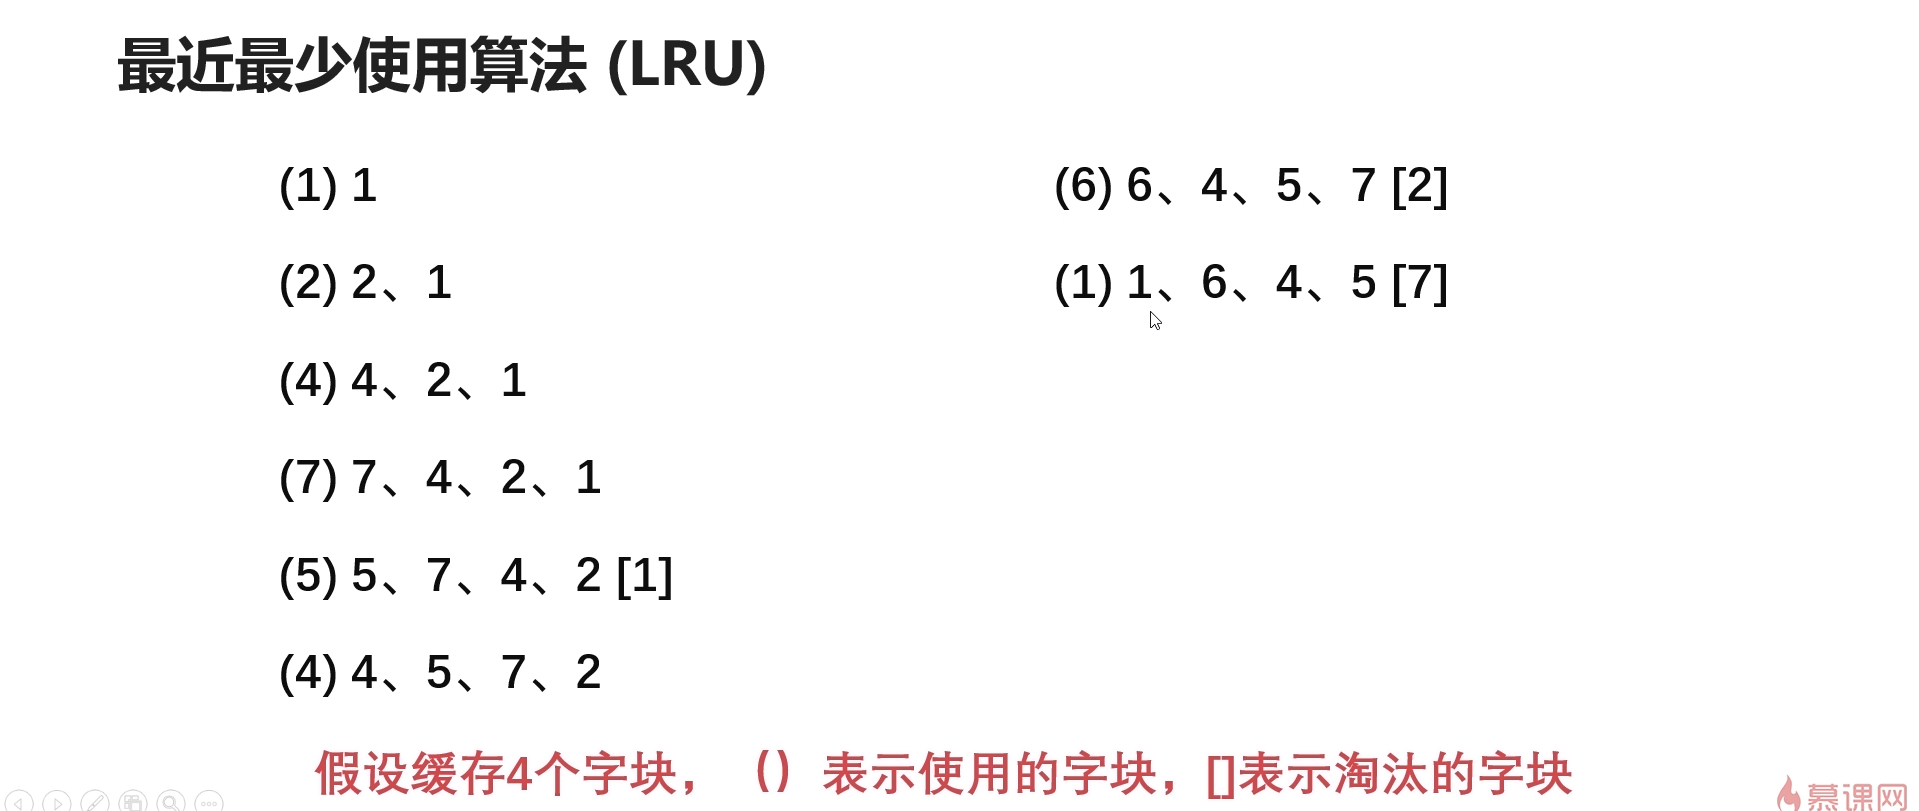 最近最少使用算法 (LRU)
(1) 1
(2) 2、1
(4) 4、2、1
(7) 7、4、2、1
(5) 5、7、4、2 [1]
(4) 4、5、7、2
(6) 6、4、5、7 [2]
(1) 1、6、4、5 [7]
假设缓存4个字块， () 表示使用的字块，[]表示淘汰的字块
慕课网